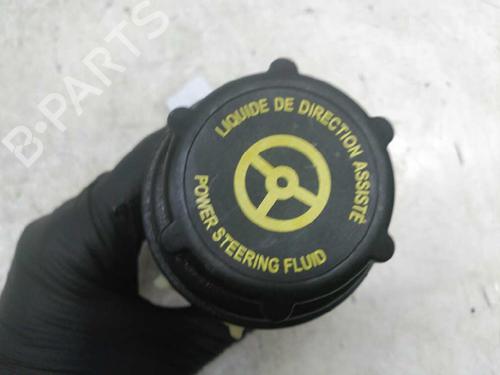 B-PARTS
LIQUIDE DE DIRECTION ASSISTÉ
POWER STEERING FLUID